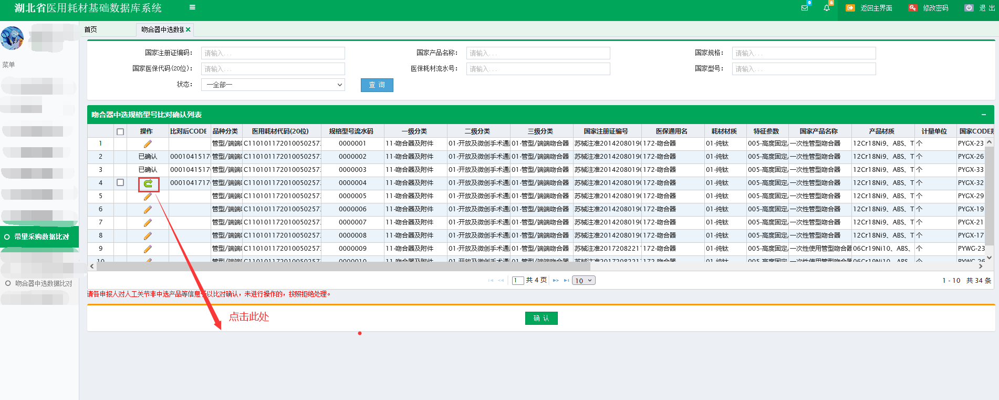 湖北省医用耗材基础数据库系统
0
6
返回主界面
修改密码
退 出
首页
吻合器中选数据
菜单
国家注册证编码：
请输入...
国家产品名称：
请输入...
国家规格：
请输入...
国家医保代码(20位)：
请输入...
医保耗材流水号：
请输入...
国家型号：
请输入...
状态：
—全部—
查 询
吻合器中选规格型号比对确认列表
操作 比对后CODE 品种分类 医用耗材代码(20位) 规格型号流水码 一级分类 二级分类 三级分类 国家注册证编号 医保通用名 耗材材质 特征参数 国家产品名称 产品材质 计量单位 国家CODE规
1 管型/端端 C11010117201005025 0000001 11-吻合器及附件 01-开放及微创手术通 01-管型/端端吻合器 苏械注准2014208019 172-吻合器 01-纯钛 005-高度固定 一次性管型吻合器 12Cr18Ni9、ABS、T 个 PYGX-23
2 已确认 000104151 管型/端端 C11010117201005025 0000002 11-吻合器及附件 01-开放及微创手术通 01-管型/端端吻合器 苏械注准2014208019 172-吻合器 01-纯钛 005-高度固定 一次性管型吻合器 12Cr18Ni9、ABS、T 个 PYGX-26
3 已确认 000104151 管型/端端 C11010117201005025 0000003 11-吻合器及附件 01-开放及微创手术通 01-管型/端端吻合器 苏械注准2014208019 172-吻合器 01-纯钛 005-高度固定 一次性管型吻合器 12Cr18Ni9、ABS、T 个 PYGX-33
4 000104171 管型/端端 C11010117201005025 0000004 11-吻合器及附件 01-开放及微创手术通 01-管型/端端吻合器 苏械注准2014208019 172-吻合器 01-纯钛 005-高度固定 一次性管型吻合器 12Cr18Ni9、ABS、T 个 PYGX-32
5 管型/端端 C11010117201005025 0000005 11-吻合器及附件 01-开放及微创手术通 01-管型/端端吻合器 苏械注准2014208019 172-吻合器 01-纯钛 005-高度固定 一次性管型吻合器 12Cr18Ni9、ABS、T 个 PYGX-29
6 管型/端端 C11010117201005025 0000006 11-吻合器及附件 01-开放及微创手术通 01-管型/端端吻合器 苏械注准2014208019 172-吻合器 01-纯钛 005-高度固定 一次性管型吻合器 12Cr18Ni9、ABS、T 个 PYGX-19
7 管型/端端 C11010117201005025 0000007 11-吻合器及附件 01-开放及微创手术通 01-管型/端端吻合器 苏械注准2014208019 172-吻合器 01-纯钛 005-高度固定 一次性管型吻合器 12Cr18Ni9、ABS、T 个 PYGX-21
8 管型/端端 C11010117201005025 0000008 11-吻合器及附件 01-开放及微创手术通 01-管型/端端吻合器 苏械注准2014208019 172-吻合器 01-纯钛 005-高度固定 一次性管型吻合器 12Cr18Ni9、ABS、T 个 PYGX-17
9 管型/端端 C11010117201005025 0000009 11-吻合器及附件 01-开放及微创手术通 01-管型/端端吻合器 苏械注准2017208221 172-吻合器 01-纯钛 005-高度固定 一次性使用管型吻合器 06Cr19Ni10、ABS、 个 PYWG-23
10 管型/端端 C11010117201005025 0000010 11-吻合器及附件 01-开放及微创手术通 01-管型/端端吻合器 苏械注准2017208221 172-吻合器 01-纯钛 005-高度固定 一次性使用管型吻合器 06Cr19Ni10、ABS、 个 PYWG-26
带量采购数据比对
吻合器中选数据比对
1 共 4 页 10
1 - 10 共 34 条
请各申报人对人工关节非中选产品等信息予以比对确认，未进行操作的，按照拒绝处理。
点击此处
确 认